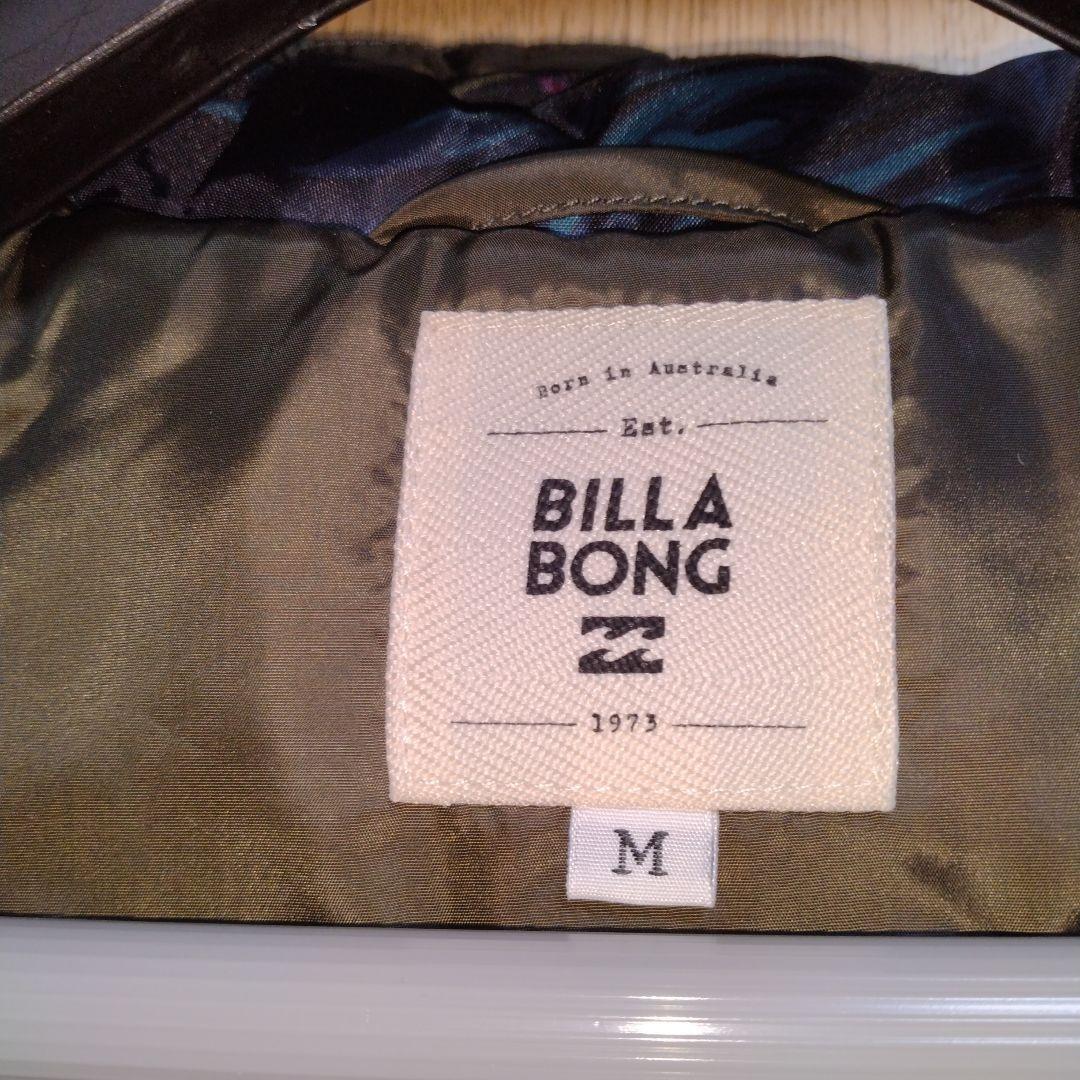 Born in Australia
Est.
BILLA
BONG
1973
M